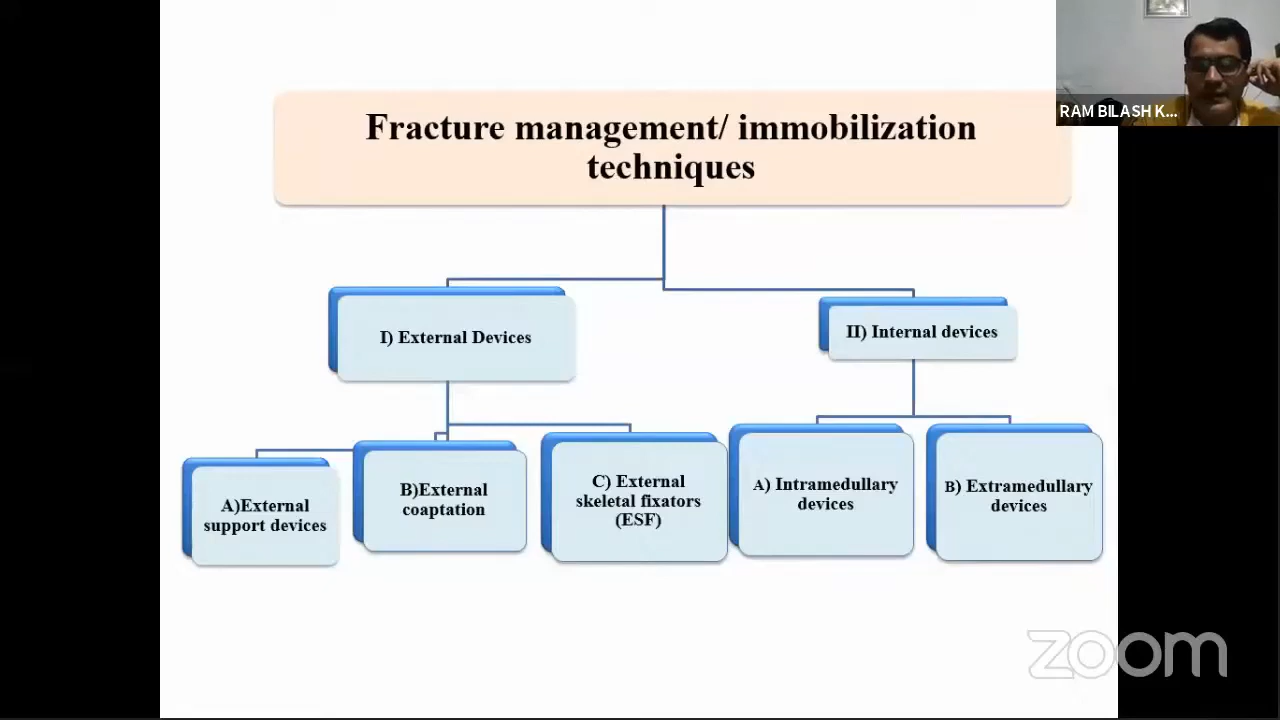 Fracture management/ immobilization
techniques
RAM BILASH K...
I) External Devices
II) Internal devices
A)External
support devices
B)External
coaptation
C) External
skeletal fixators
(ESF)
A) Intramedullary
devices
B) Extramedullary
devices
zoom